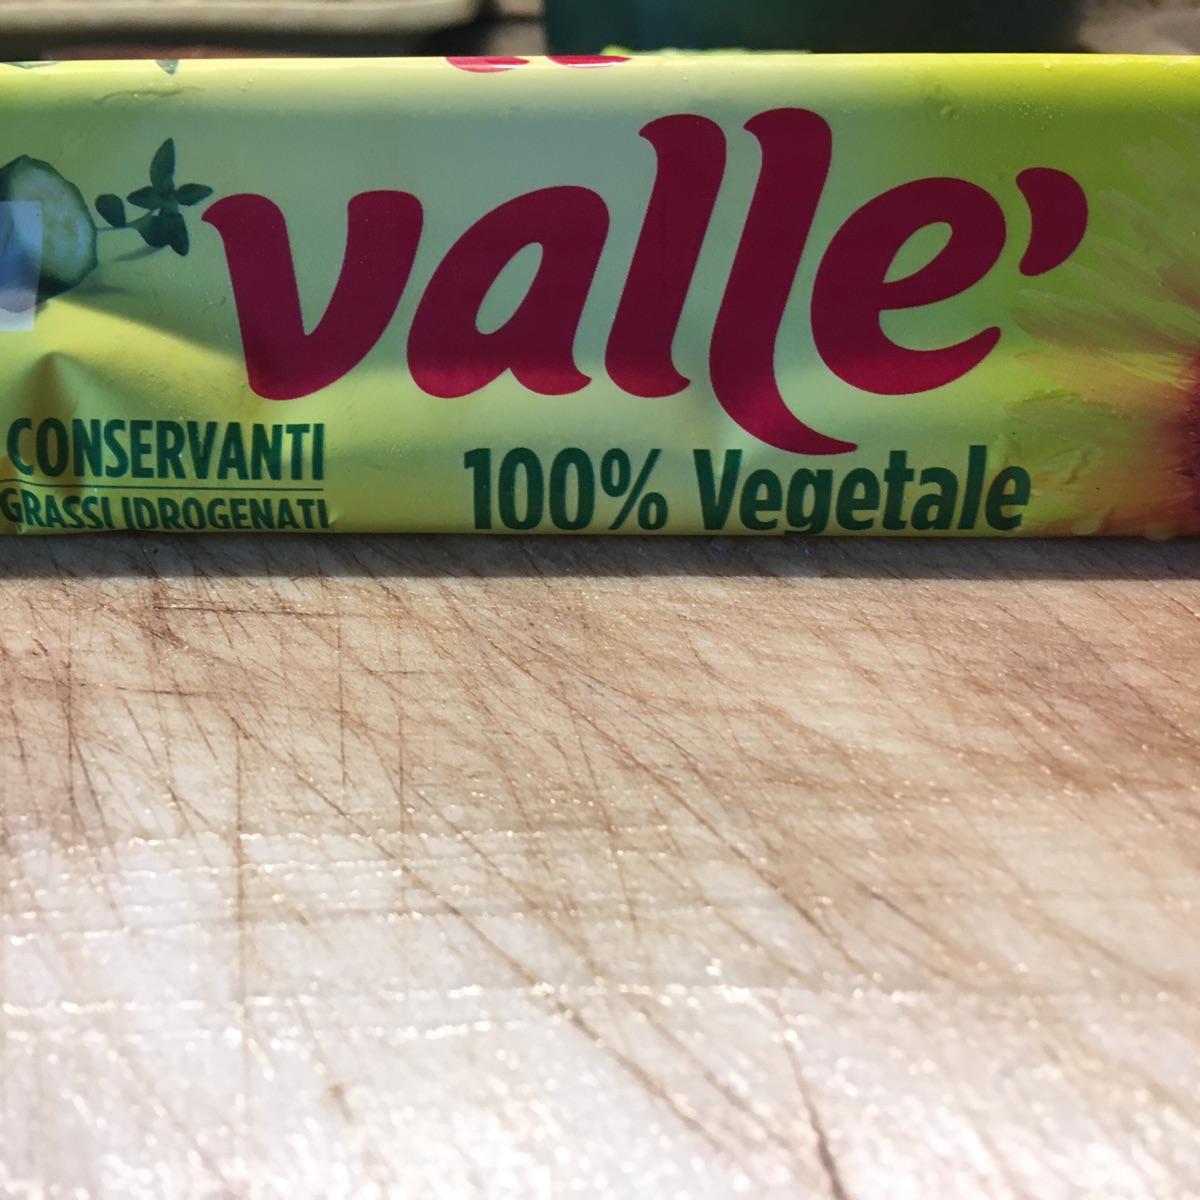 valle'
CONSERVANTI
GRASSI IDROGENATI
100% Vegetale